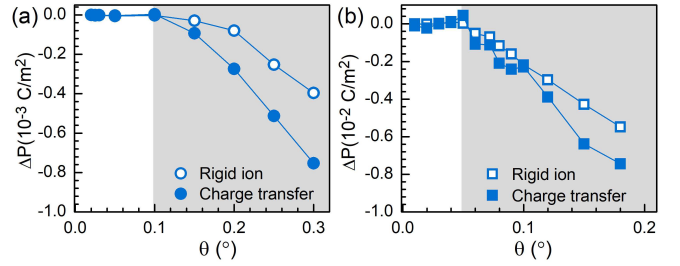 (a)
0.0
-0.2
-0.4
-0.6
-0.8
-1.0
ΔP(10⁻³ C/m²)
Rigid ion
Charge transfer
0.0 0.1 0.2 0.3
θ (°)
(b)
0.0
-0.2
-0.4
-0.6
-0.8
-1.0
ΔP(10⁻² C/m²)
Rigid ion
Charge transfer
0.0 0.1 0.2
θ (°)